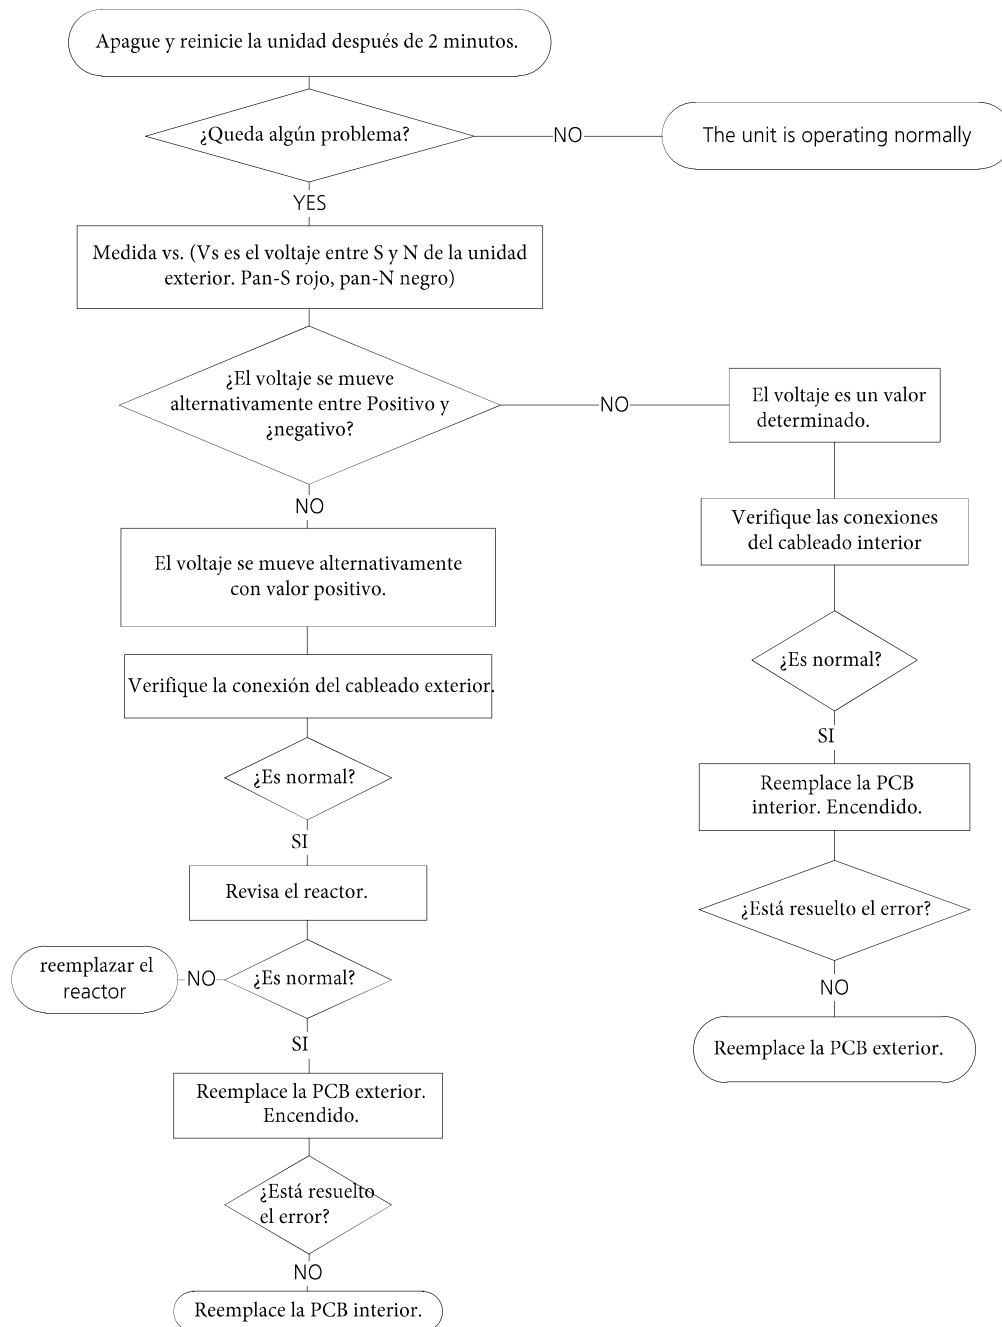 Apague y reinicie la unidad después de 2 minutos.
¿Queda algún problema?
NO
The unit is operating normally
YES
Medida vs. (Vs es el voltaje entre S y N de la unidad
exterior. Pan-S rojo, pan-N negro)
¿El voltaje se mueve
alternativamente entre Positivo y
¿negativo?
NO
El voltaje es un valor
determinado.
NO
Verifique las conexiones
del cableado interior
El voltaje se mueve alternativamente
con valor positivo.
¿Es normal?
Verifique la conexión del cableado exterior.
SI
¿Es normal?
Reemplace la PCB
interior. Encendido.
SI
Revisa el reactor.
¿Está resuelto el error?
reemplazar el
reactor
NO
¿Es normal?
NO
SI
Reemplace la PCB exterior.
Reemplace la PCB exterior.
Encendido.
¿Está resuelto
el error?
NO
Reemplace la PCB interior.